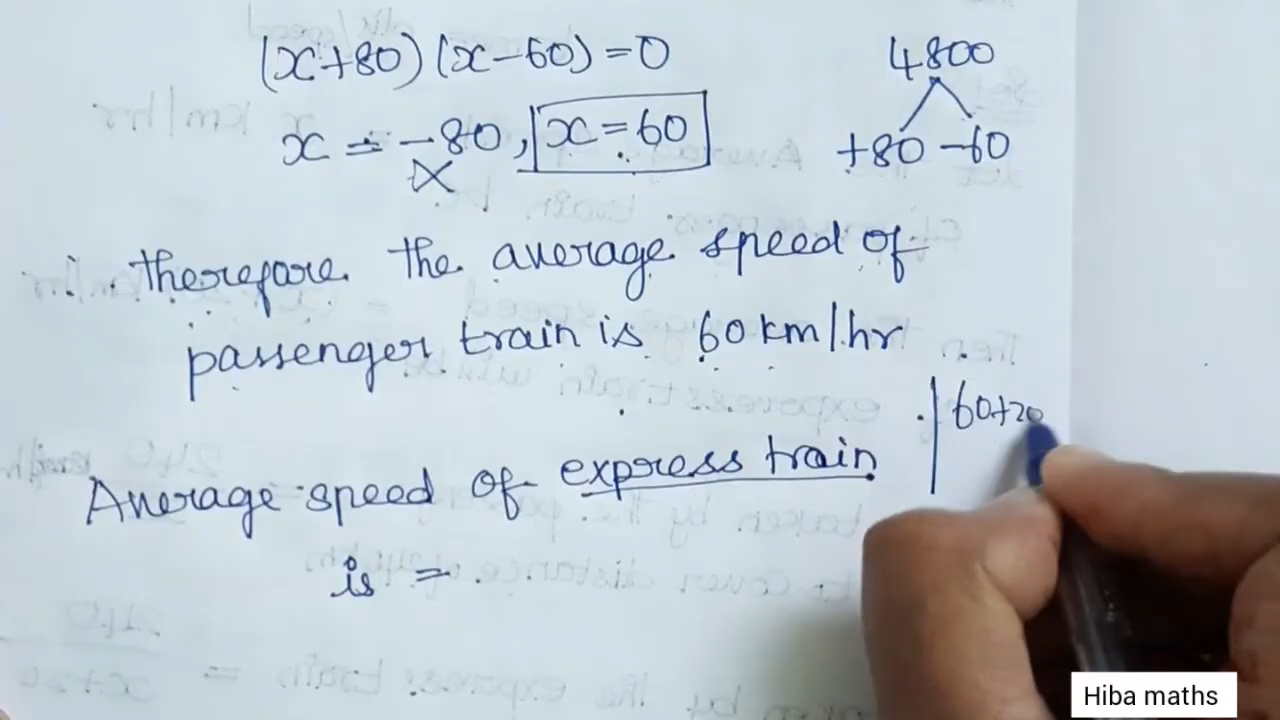 (x+80)(x-60)=0
4800
x = -80, x = 60
+80 -60
∴ therefore the average speed of
passenger train is 60 km/hr
60+20
Average speed of express train
is =
Hiba maths